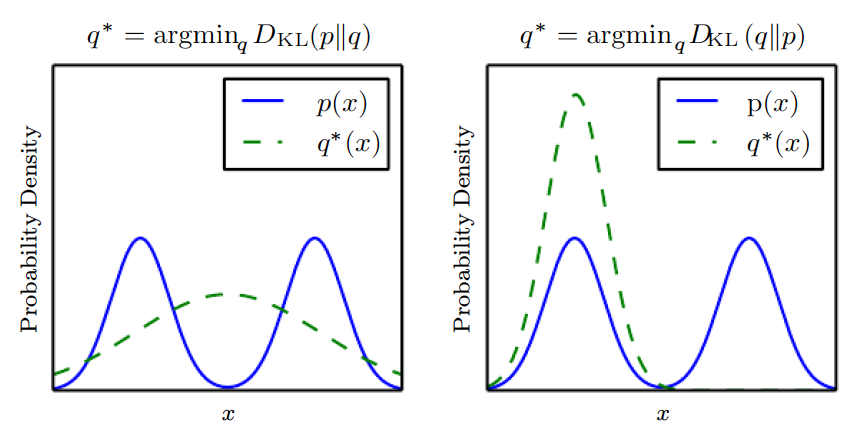 q* = argmin_q D_KL(p‖q)
p(x)
q*(x)
Probability Density
x
q* = argmin_q D_KL (q‖p)
p(x)
q*(x)
Probability Density
x